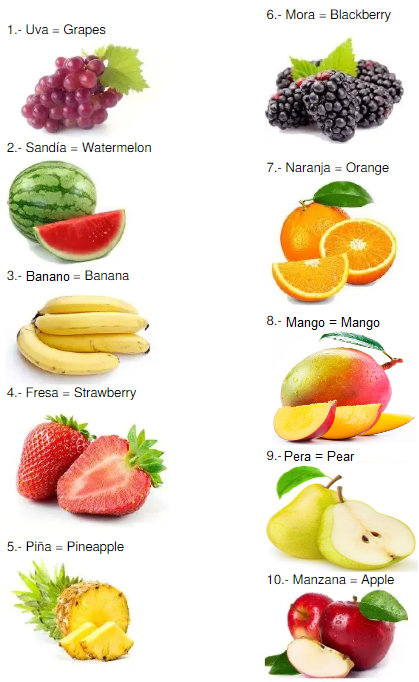 1.- Uva = Grapes
2.- Sandía = Watermelon
3.- Banano = Banana
4.- Fresa = Strawberry
5.- Piña = Pineapple
6.- Mora = Blackberry
7.- Naranja = Orange
8.- Mango = Mango
9.- Pera = Pear
10.- Manzana = Apple